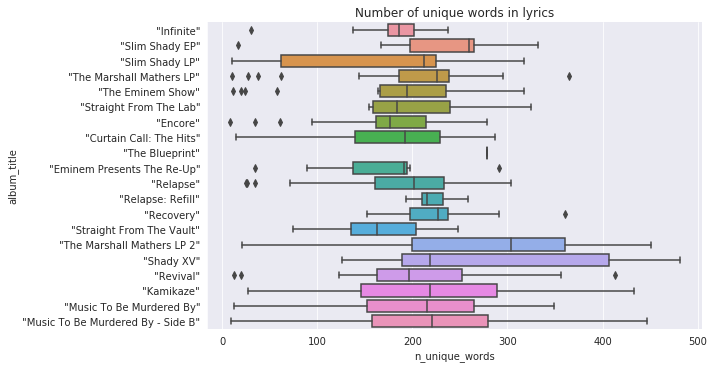 Number of unique words in lyrics
album_title
"Infinite"
"Slim Shady EP"
"Slim Shady LP"
"The Marshall Mathers LP"
"The Eminem Show"
"Straight From The Lab"
"Encore"
"Curtain Call: The Hits"
"The Blueprint"
"Eminem Presents The Re-Up"
"Relapse"
"Relapse: Refill"
"Recovery"
"Straight From The Vault"
"The Marshall Mathers LP 2"
"Shady XV"
"Revival"
"Kamikaze"
"Music To Be Murdered By"
"Music To Be Murdered By - Side B"
0 100 200 300 400 500
n_unique_words